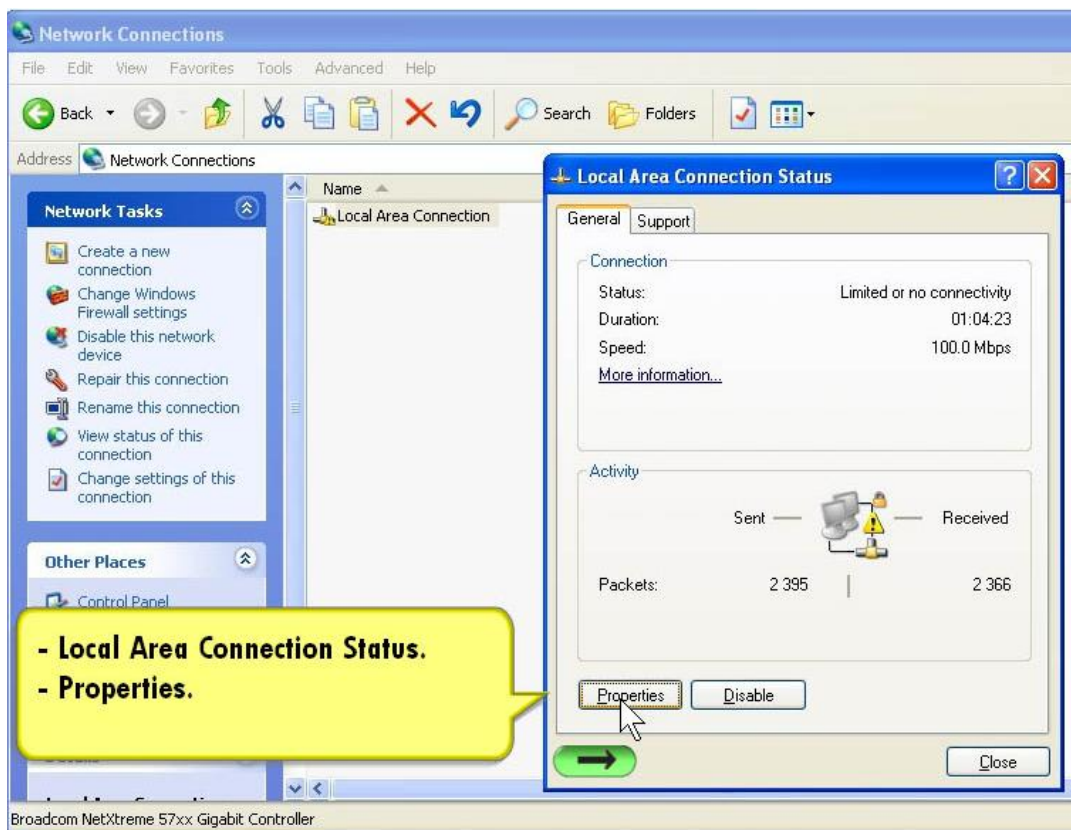 Network Connections
File Edit View Favorites Tools Advanced Help
Back Search Folders
Address Network Connections
Network Tasks
Create a new
connection
Change Windows
Firewall settings
Disable this network
device
Repair this connection
Rename this connection
View status of this
connection
Change settings of this
connection
Other Places
Control Panel
Name
Local Area Connection
Local Area Connection Status
General Support
Connection
Status: Limited or no connectivity
Duration: 01:04:23
Speed: 100.0 Mbps
More information...
Activity
Sent Received
Packets: 2 395 2 366
Properties Disable
Close
- Local Area Connection Status.
- Properties.
Broadcom NetXtreme 57xx Gigabit Controller